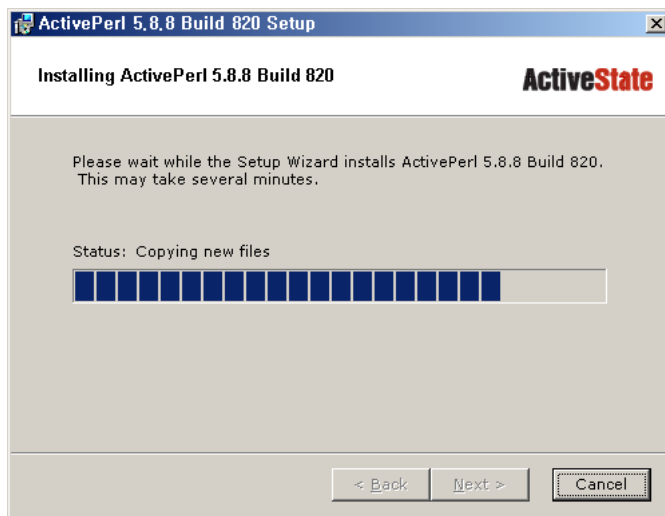 ActivePerl 5.8.8 Build 820 Setup
Installing ActivePerl 5.8.8 Build 820
ActiveState
Please wait while the Setup Wizard installs ActivePerl 5.8.8 Build 820.
This may take several minutes.
Status: Copying new files
< Back Next > Cancel